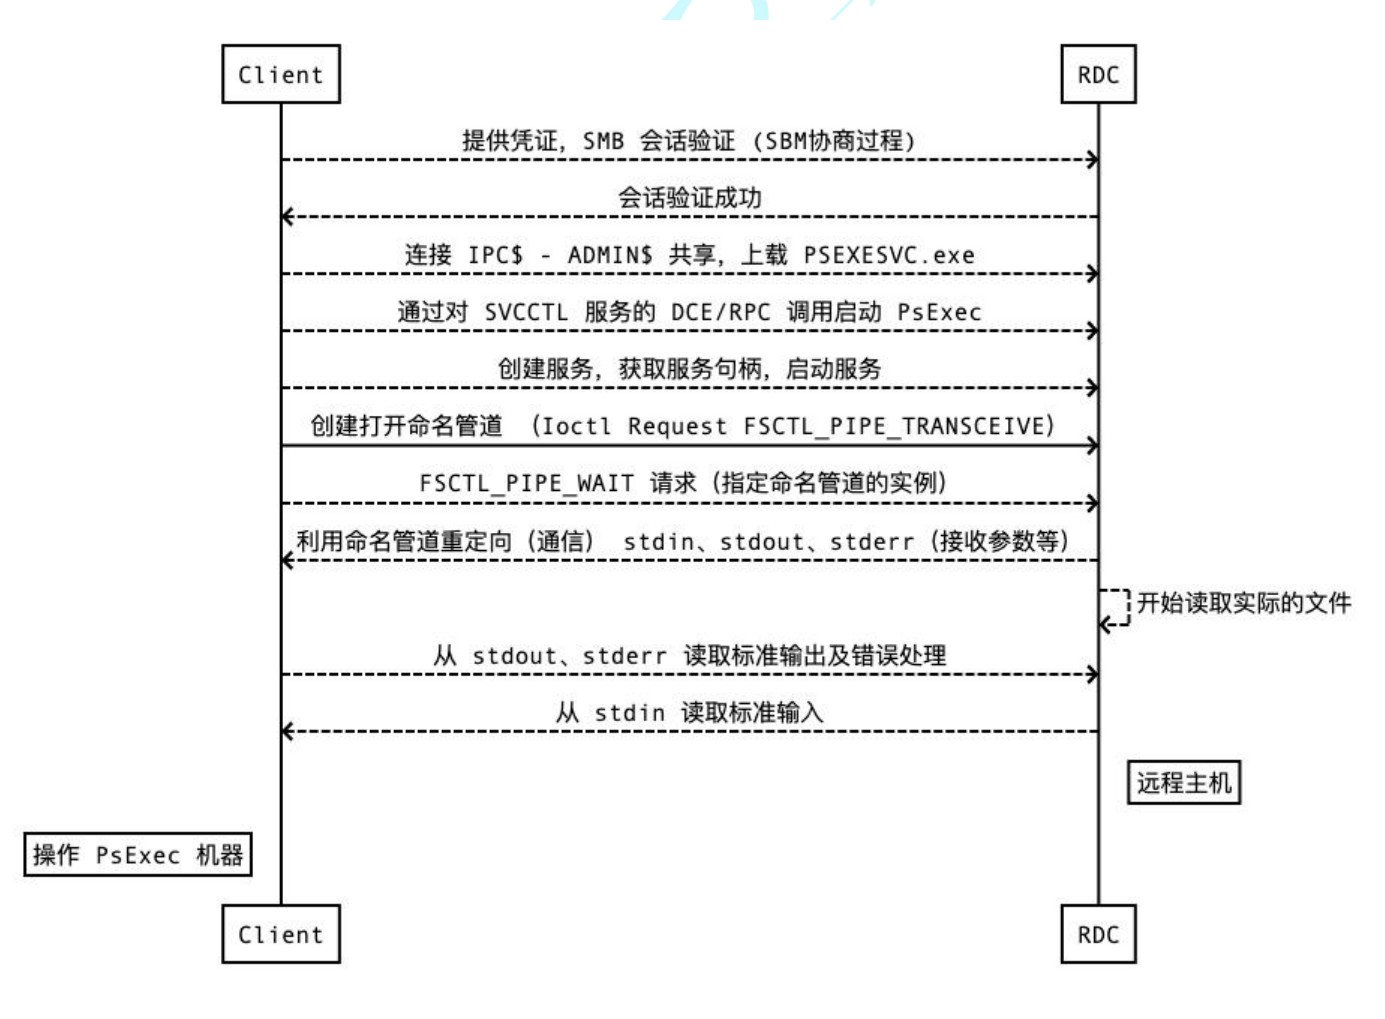 Client
RDC
提供凭证，SMB 会话验证 (SBM协商过程)
会话验证成功
连接 IPC$ - ADMIN$ 共享，上载 PSEXESVC.exe
通过对 SVCCTL 服务的 DCE/RPC 调用启动 PsExec
创建服务，获取服务句柄，启动服务
创建打开命名管道 （Ioctl Request FSCTL_PIPE_TRANSCEIVE）
FSCTL_PIPE_WAIT 请求（指定命名管道的实例）
利用命名管道重定向（通信） stdin、stdout、stderr（接收参数等）
开始读取实际的文件
从 stdout、stderr 读取标准输出及错误处理
从 stdin 读取标准输入
远程主机
操作 PsExec 机器
Client
RDC